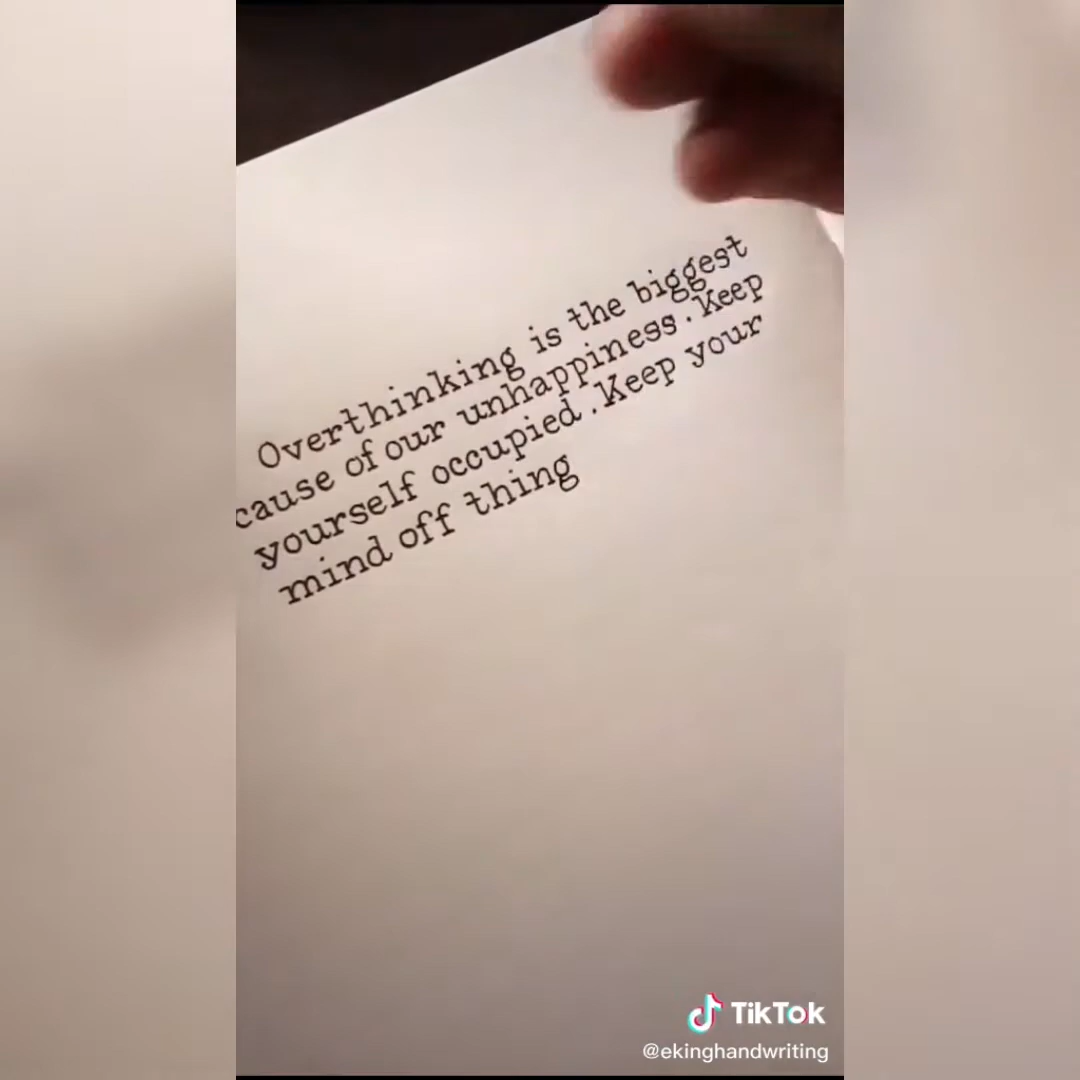 Overthinking is the biggest
cause of our unhappiness. Keep
yourself occupied. Keep your
mind off thing
TikTok
@ekinghandwriting